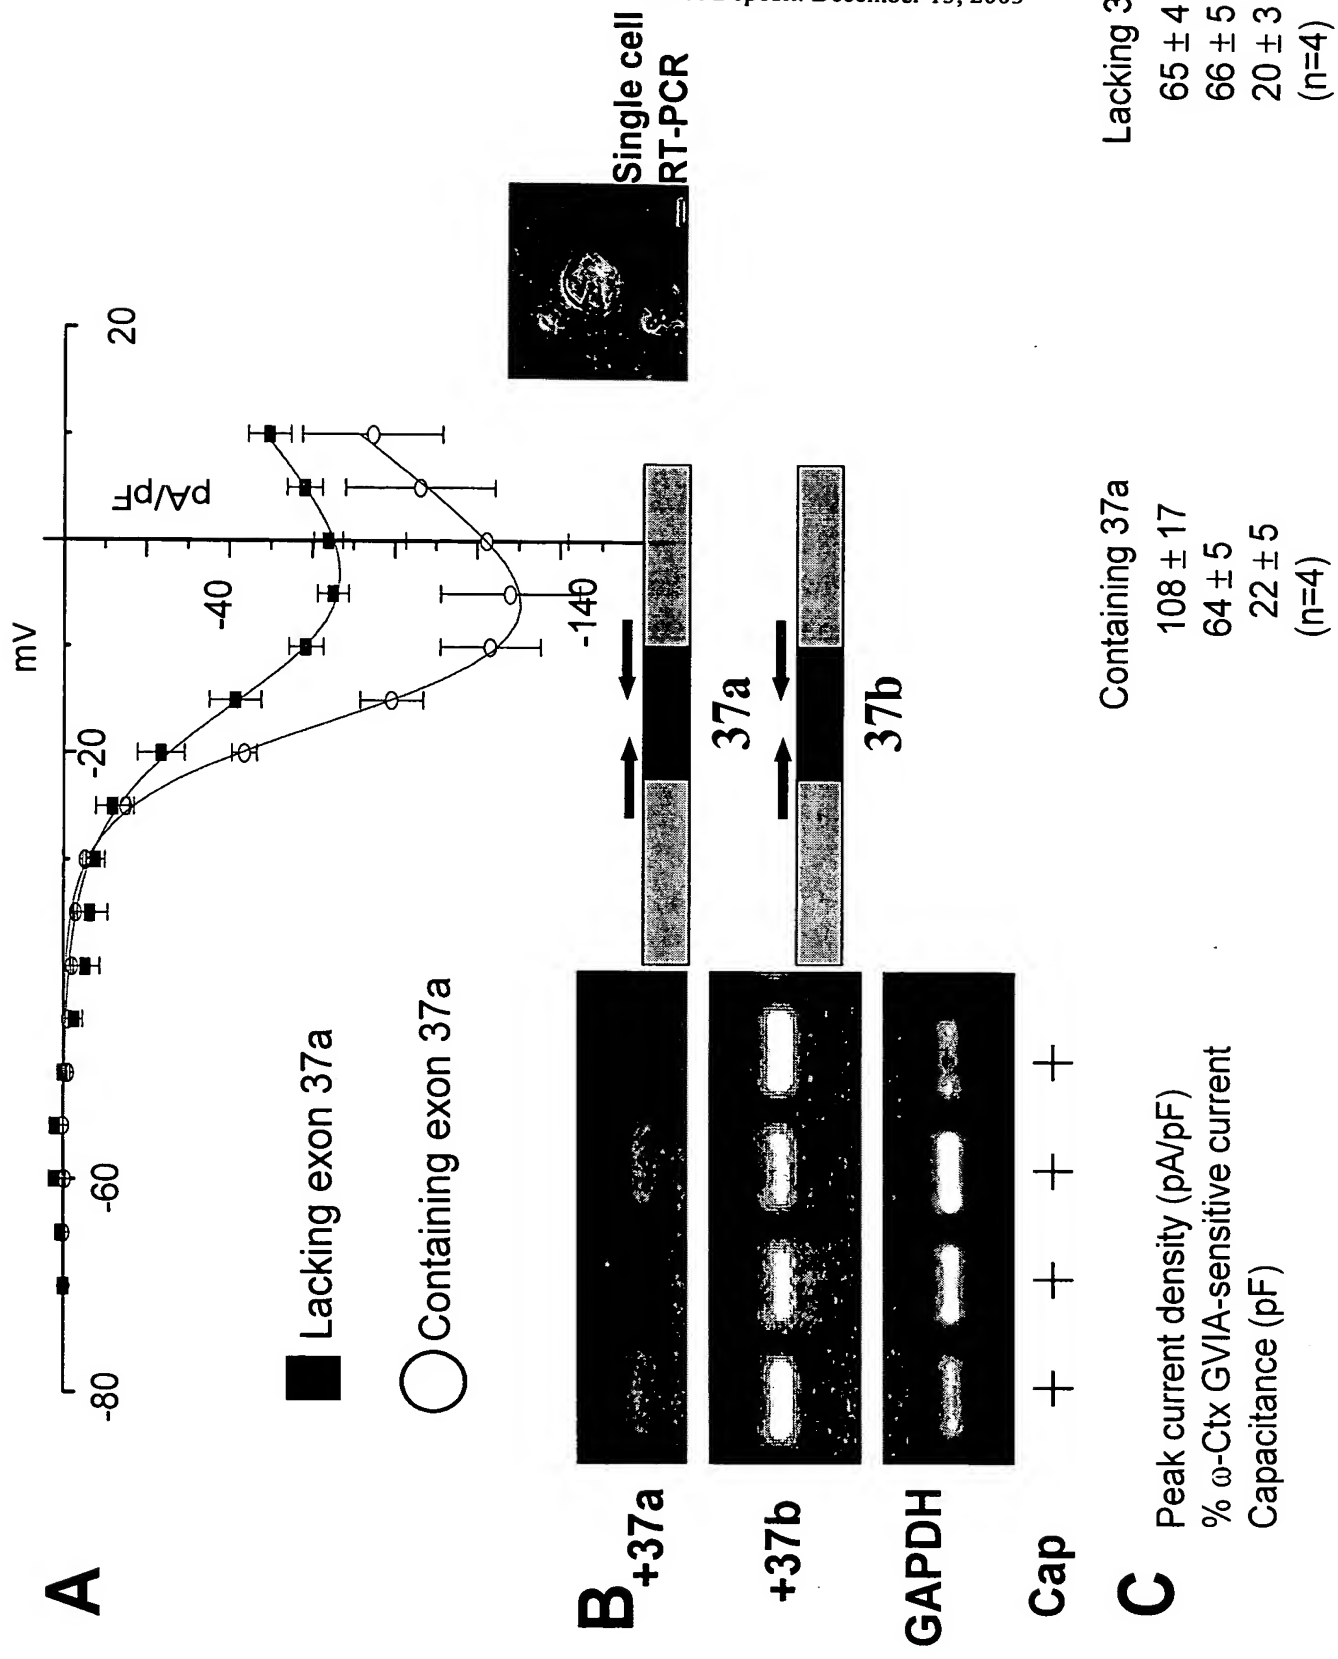 A
mV
-80
-60
-20
20
pA/pF
-40
-140
Lacking exon 37a
Containing exon 37a
B
Single cell
RT-PCR
+37a
37a
+37b
37b
GAPDH
Cap + + + +
C
Containing 37a Lacking 3
Peak current density (pA/pF) 108 ± 17 65 ± 4
% ω-Ctx GVIA-sensitive current 64 ± 5 66 ± 5
Capacitance (pF) 22 ± 5 20 ± 3
(n=4) (n=4)